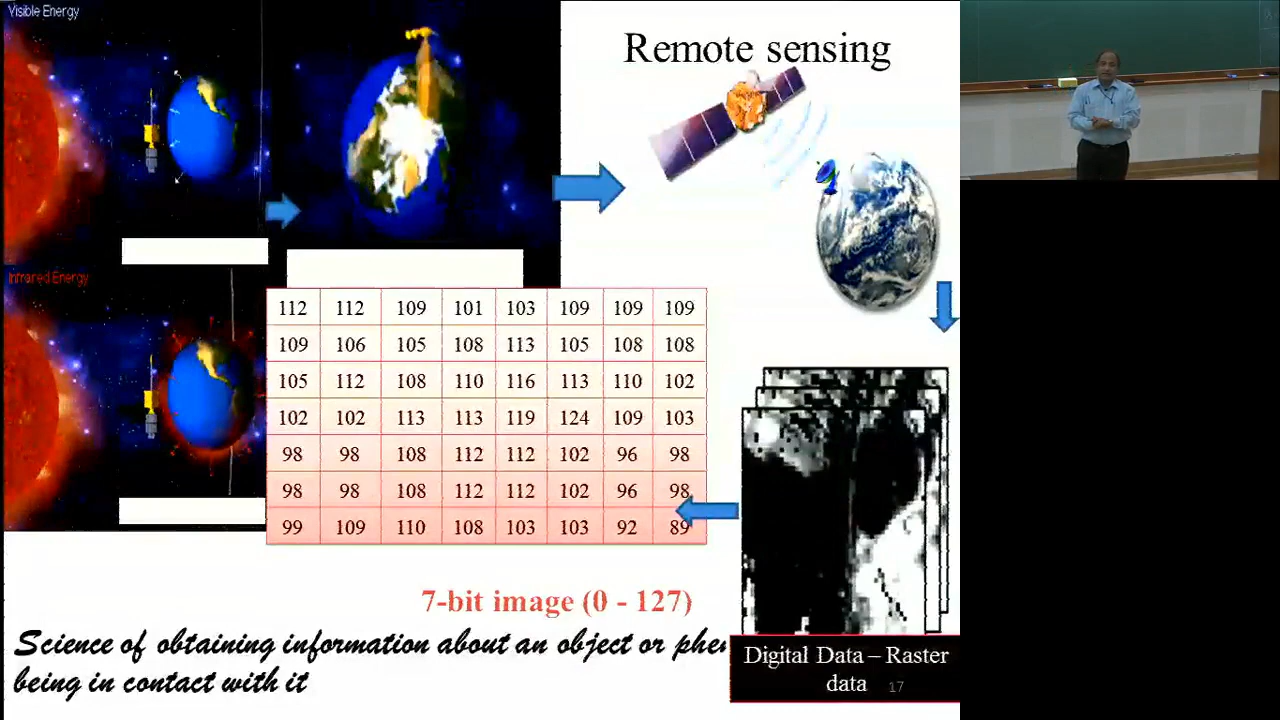 Visible Energy
Remote sensing
Infrared Energy
112 112 109 101 103 109 109 109
109 106 105 108 113 105 108 108
105 112 108 110 116 113 110 102
102 102 113 113 119 124 109 103
98 98 108 112 112 102 96 98
98 98 108 112 112 102 96 98
99 109 110 108 103 103 92 89
7-bit image (0 - 127)
Science of obtaining information about an object or
being in contact with it
Digital Data – Raster
data 17